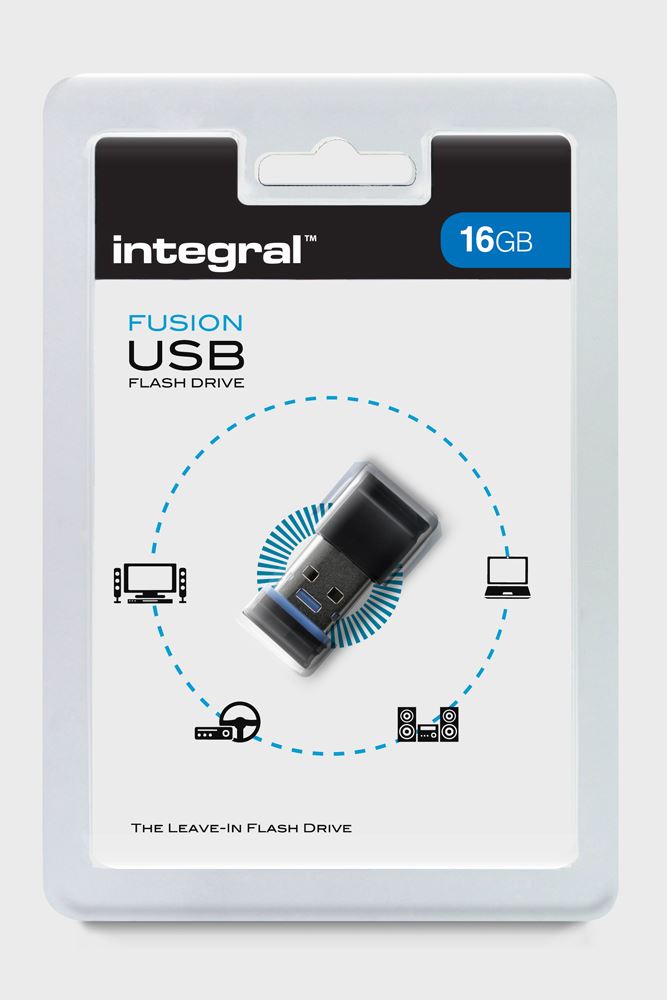 integral™
16GB
FUSION
USB
FLASH DRIVE
THE LEAVE-IN FLASH DRIVE